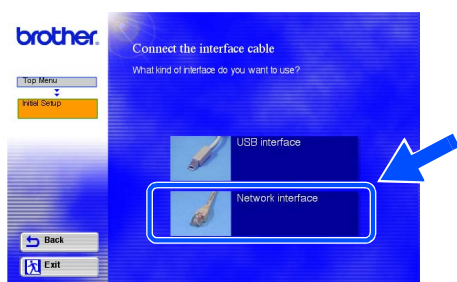 brother.
Connect the interface cable
What kind of interface do you want to use?
Top Menu
Initial Setup
USB interface
Network interface
Back
Exit